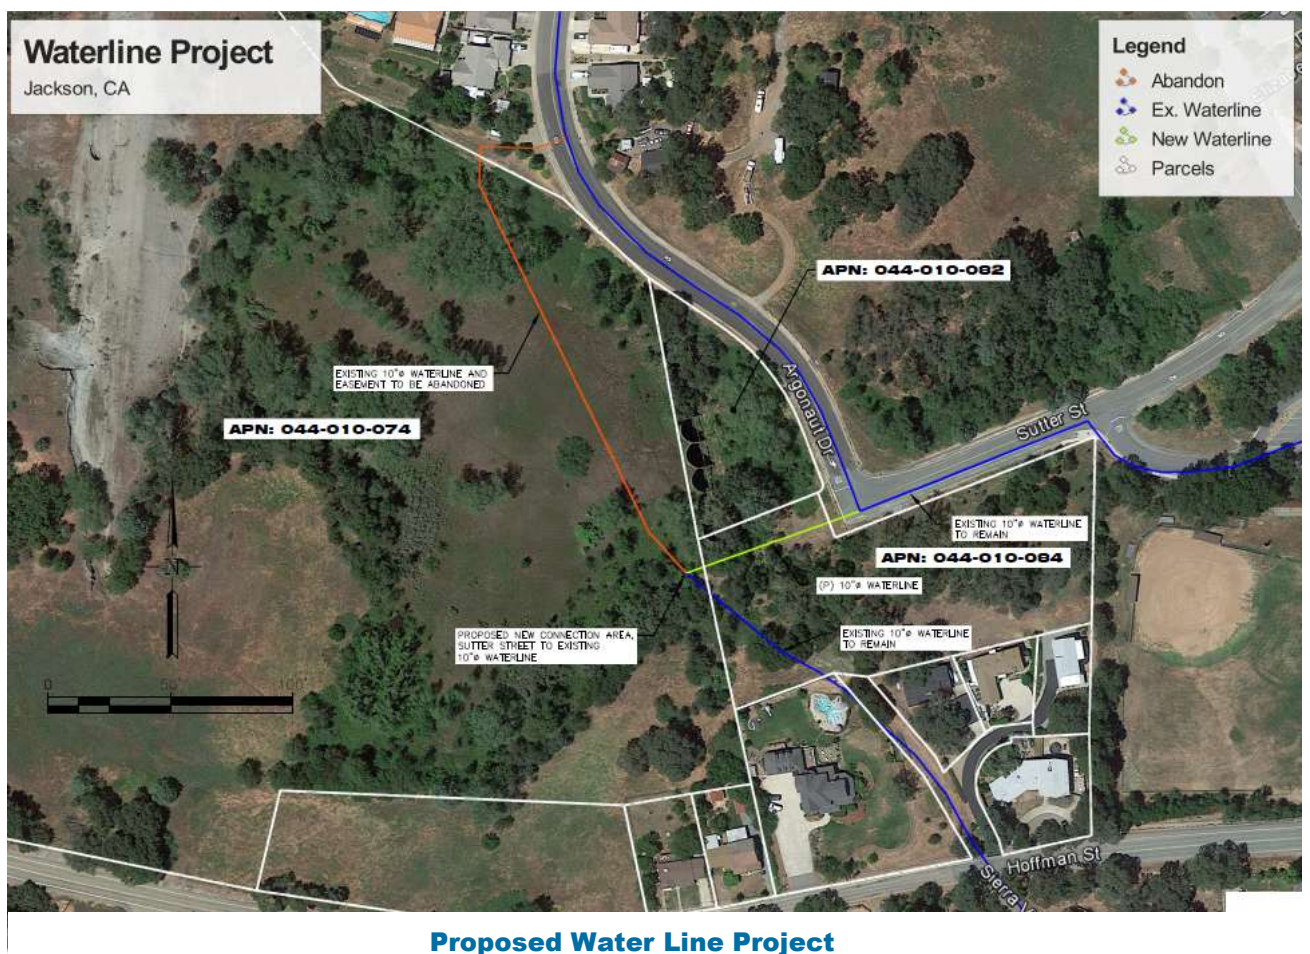 Waterline Project
Jackson, CA
Legend
Abandon
Ex. Waterline
New Waterline
Parcels
APN: 044-010-082
EXISTING 10"ø WATERLINE AND
EASEMENT TO BE ABANDONED
APN: 044-010-074
Argonaut Dr
Sutter St
EXISTING 10"ø WATERLINE
TO REMAIN
APN: 044-010-084
(P) 10"ø WATERLINE
PROPOSED NEW CONNECTION AREA,
SUTTER STREET TO EXISTING
10"ø WATERLINE
EXISTING 10"ø WATERLINE
TO REMAIN
N
0 50' 100'
Hoffman St
Sierra
Proposed Water Line Project